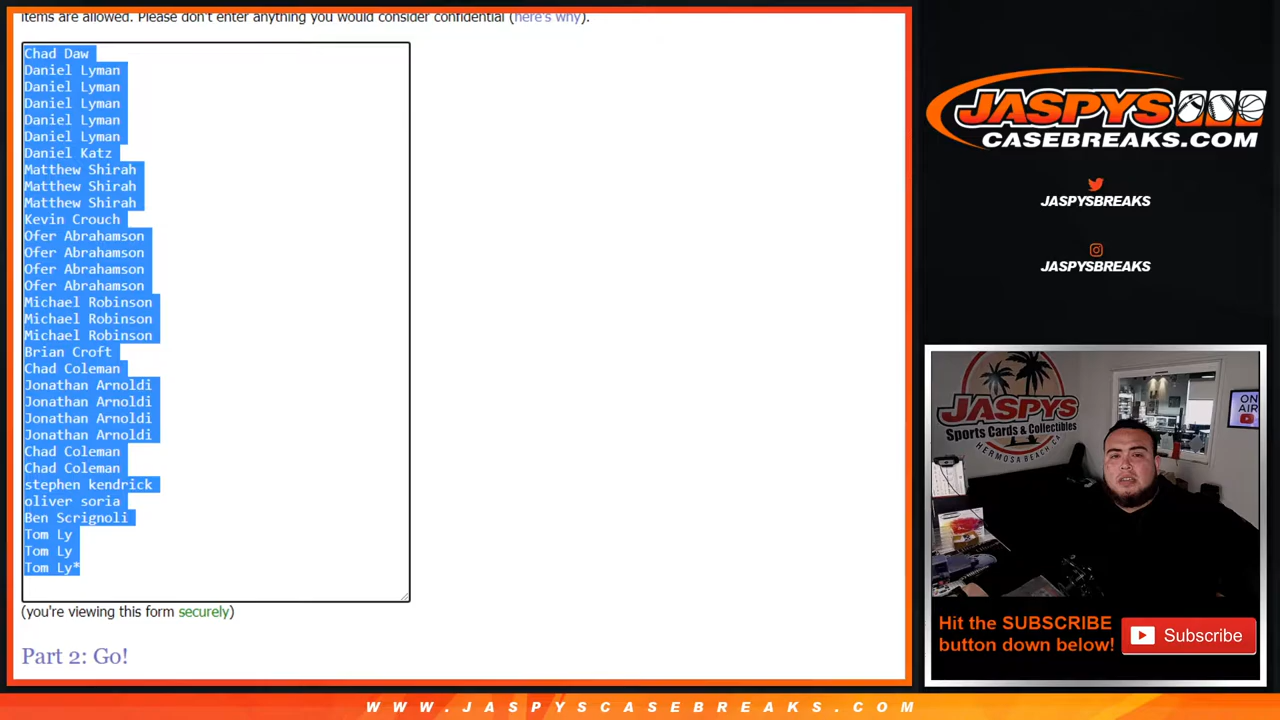 items are allowed. Please don't enter anything you would consider confidential (here's why).
Chad Daw
Daniel Lyman
Daniel Lyman
Daniel Lyman
Daniel Lyman
Daniel Lyman
Daniel Katz
Matthew Shirah
Matthew Shirah
Matthew Shirah
Kevin Crouch
Ofer Abrahamson
Ofer Abrahamson
Ofer Abrahamson
Ofer Abrahamson
Michael Robinson
Michael Robinson
Michael Robinson
Brian Croft
Chad Coleman
Jonathan Arnoldi
Jonathan Arnoldi
Jonathan Arnoldi
Jonathan Arnoldi
Chad Coleman
Chad Coleman
stephen kendrick
oliver soria
Ben Scrignoli
Tom Ly
Tom Ly
Tom Ly*
(you're viewing this form securely)
Part 2: Go!
JASPYS
CASEBREAKS.COM
JASPYSBREAKS
JASPYSBREAKS
JASPYS
Sports Cards & Collectibles
HERMOSA BEACH CA
ON
AIR
Hit the SUBSCRIBE
button down below!
Subscribe
WWW.JASPYSCASEBREAKS.COM